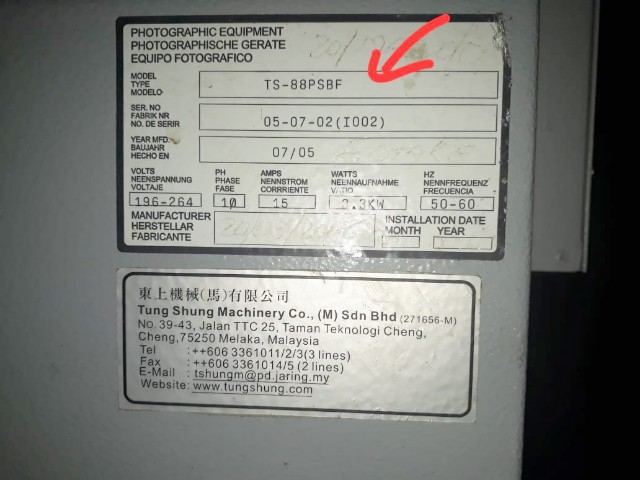 PHOTOGRAPHIC EQUIPMENT
PHOTOGRAPHISCHE GERATE
EQUIPO FOTOGRAFICO
MODEL
TYPE
MODELO:
TS-88PSBF
SER. NO
FABRIK NR
NO. DE SERIR
05-07-02(I002)
YEAR MFD.
BAUJAHR
HECHO EN
07/05
VOLTS
NEENSPANNUNG
VOLTAJE
196-264
PH
PHASE
FASE
1Ø
AMPS
NENNSTROM
CORRRIENTE
15
WATTS
NEENNAUFNAHME
VATIO
3.3KW
HZ
NENNFREQUENZ
FRECUENCIA
50-60
MANUFACTURER
HERSTELLAR
FABRICANTE
INSTALLATION DATE
MONTH YEAR
東上機械(馬)有限公司
Tung Shung Machinery Co., (M) Sdn Bhd (271656-M)
No. 39-43, Jalan TTC 25, Taman Teknologi Cheng,
Cheng,75250 Melaka, Malaysia
Tel :++606 3361011/2/3(3 lines)
Fax :++606 3361014/5 (2 lines)
E-Mail : tshungm@pd.jaring.my
Website: www.tungshung.com